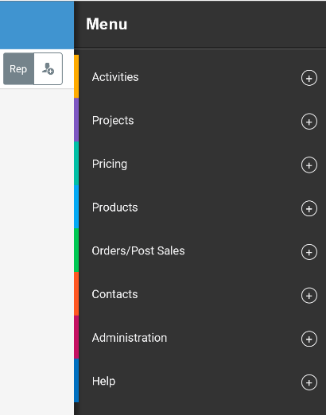 Menu
Rep
Activities
Projects
Pricing
Products
Orders/Post Sales
Contacts
Administration
Help